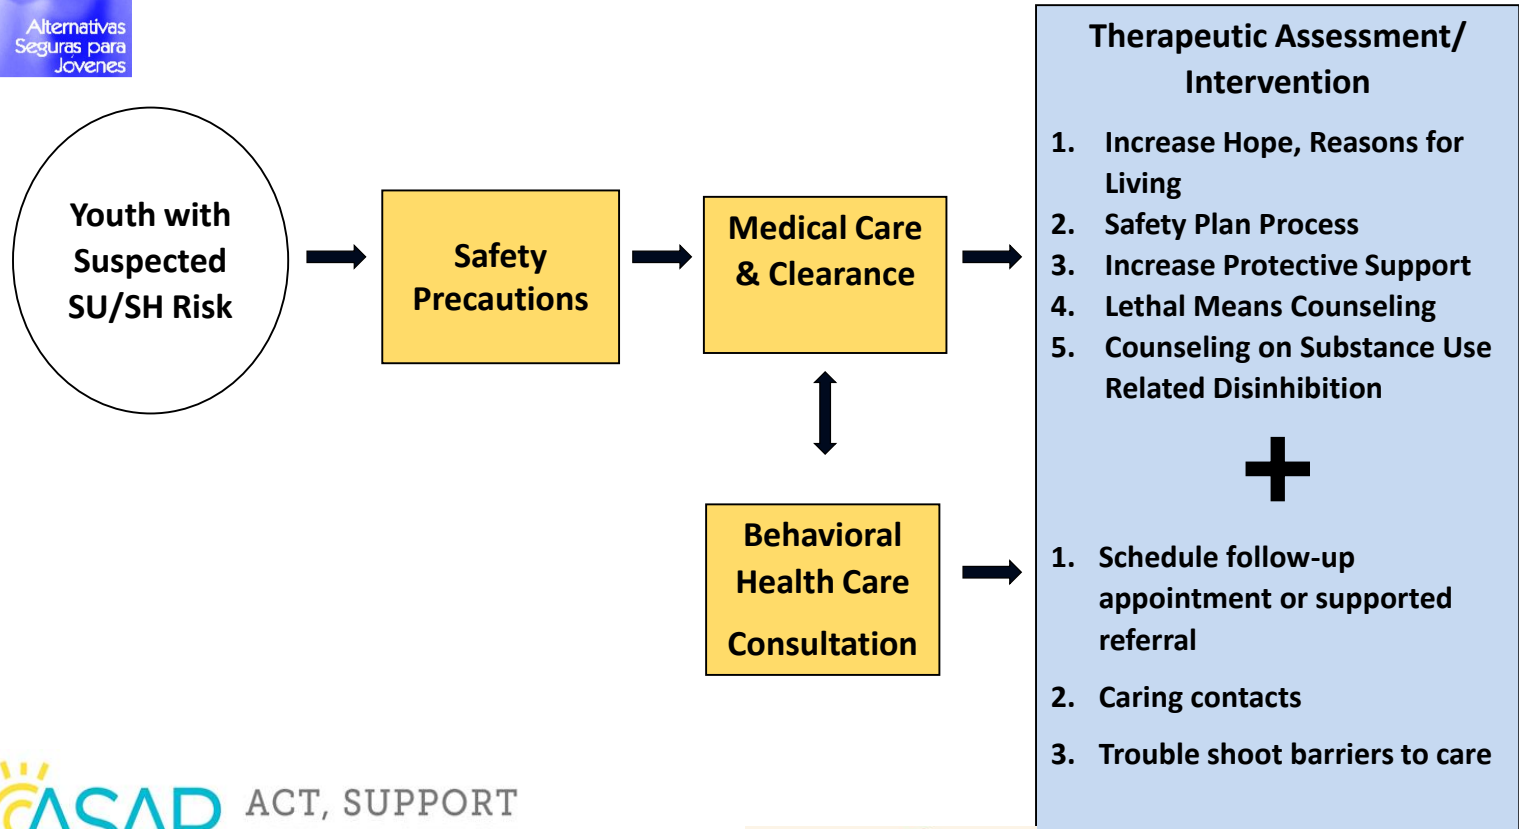 Alternativas
Seguras para
Jóvenes
Youth with
Suspected
SU/SH Risk
Safety
Precautions
Medical Care
& Clearance
Behavioral
Health Care
Consultation
Therapeutic Assessment/
Intervention
1. Increase Hope, Reasons for
Living
2. Safety Plan Process
3. Increase Protective Support
4. Lethal Means Counseling
5. Counseling on Substance Use
Related Disinhibition
+
1. Schedule follow-up
appointment or supported
referral
2. Caring contacts
3. Trouble shoot barriers to care
ASAP
ACT, SUPPORT